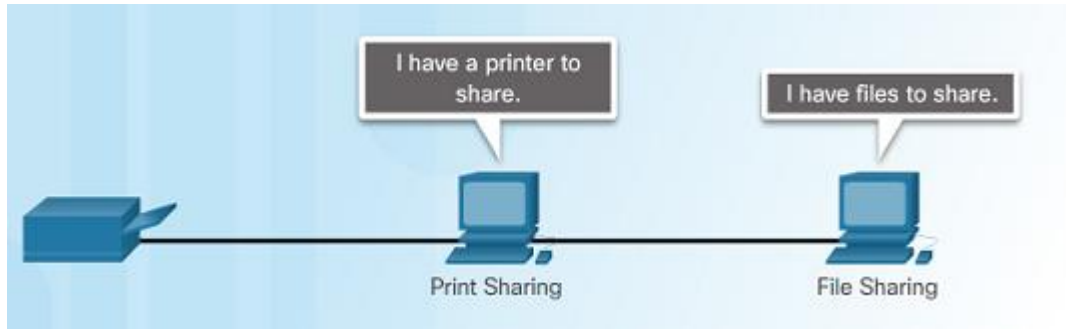 I have a printer to
share.
I have files to share.
Print Sharing
File Sharing